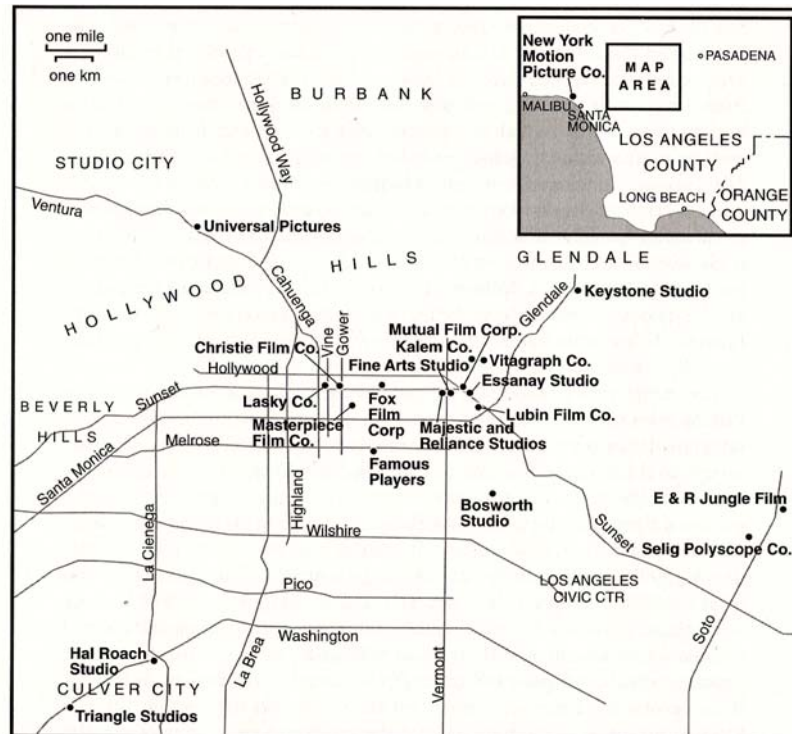 one mile
one km
Hollywood Way
BURBANK
STUDIO CITY
Ventura
Universal Pictures
Cahuenga
HOLLYWOOD HILLS
GLENDALE
Glendale
Keystone Studio
New York
Motion
Picture Co.
MAP
AREA
PASADENA
MALIBU
SANTA
MONICA
LOS ANGELES
COUNTY
LONG BEACH
ORANGE
COUNTY
Vine
Gower
Mutual Film Corp.
Kalem Co.
Christie Film Co.
Fine Arts Studio
Vitagraph Co.
Hollywood
Essanay Studio
Sunset
Lasky Co.
Fox
Film
Corp
Lubin Film Co.
BEVERLY
HILLS
Masterpiece
Film Co.
Majestic and
Reliance Studios
Melrose
Santa Monica
Famous
Players
Highland
Bosworth
Studio
E & R Jungle Film
Sunset
Selig Polyscope Co.
La Cienega
Wilshire
Pico
LOS ANGELES
CIVIC CTR
Washington
Soto
Hal Roach
Studio
La Brea
Vermont
CULVER CITY
Triangle Studios